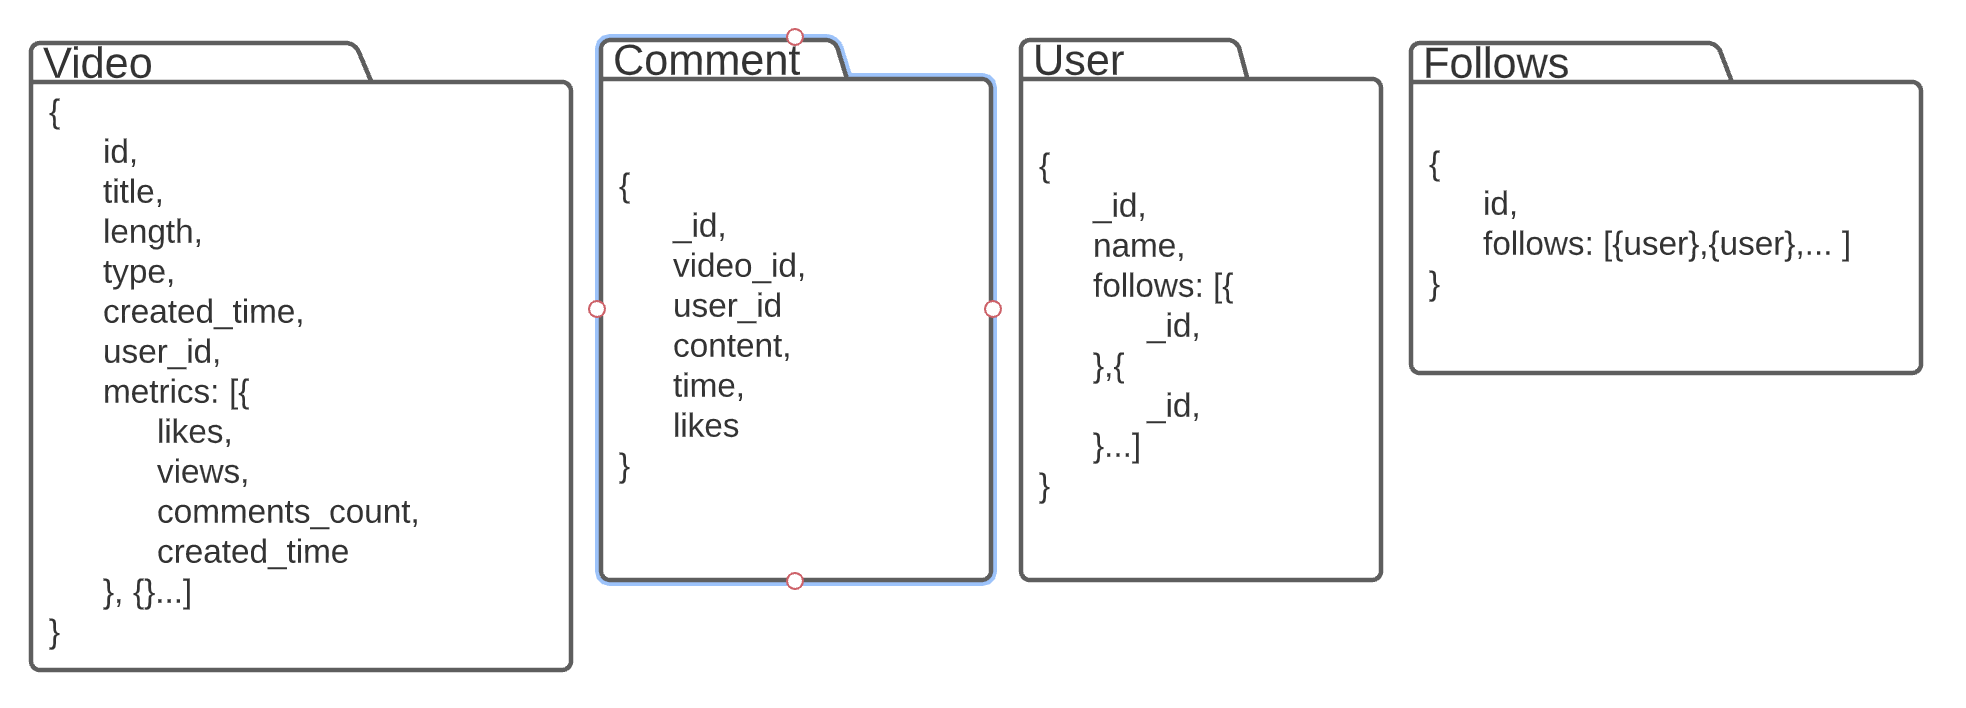 Video
{
id,
title,
length,
type,
created_time,
user_id,
metrics: [{
likes,
views,
comments_count,
created_time
}, {}...]
}
Comment
{
_id,
video_id,
user_id
content,
time,
likes
}
User
{
_id,
name,
follows: [{
_id,
},{
_id,
}...]
}
Follows
{
id,
follows: [{user},{user},... ]
}